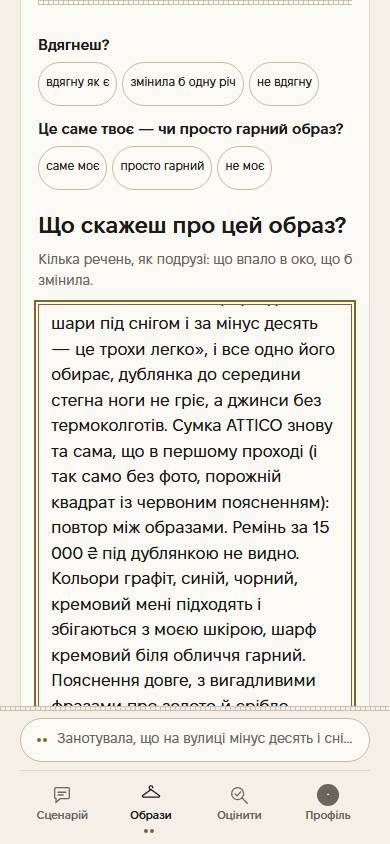 Вдягнеш?
вдягну як є
змінила б одну річ
не вдягну
Це саме твоє — чи просто гарний образ?
саме моє
просто гарний
не моє
Що скажеш про цей образ?
Кілька речень, як подрузі: що впало в око, що б
змінила.
шари під снігом і за мінус десять
— це трохи легко», і все одно його
обирає, дублянка до середини
стегна ноги не гріє, а джинси без
термоколготів. Сумка ATTICO знову
та сама, що в першому проході (і
так само без фото, порожній
квадрат із червоним поясненням):
повтор між образами. Ремінь за 15
000 ₴ під дублянкою не видно.
Кольори графіт, синій, чорний,
кремовий мені підходять і
збігаються з моєю шкірою, шарф
кремовий біля обличчя гарний.
Пояснення довге, з вигадливими
фразами про золото й срібло
Занотувала, що на вулиці мінус десять і сні...
Сценарій
Образи
Оцінити
Профіль